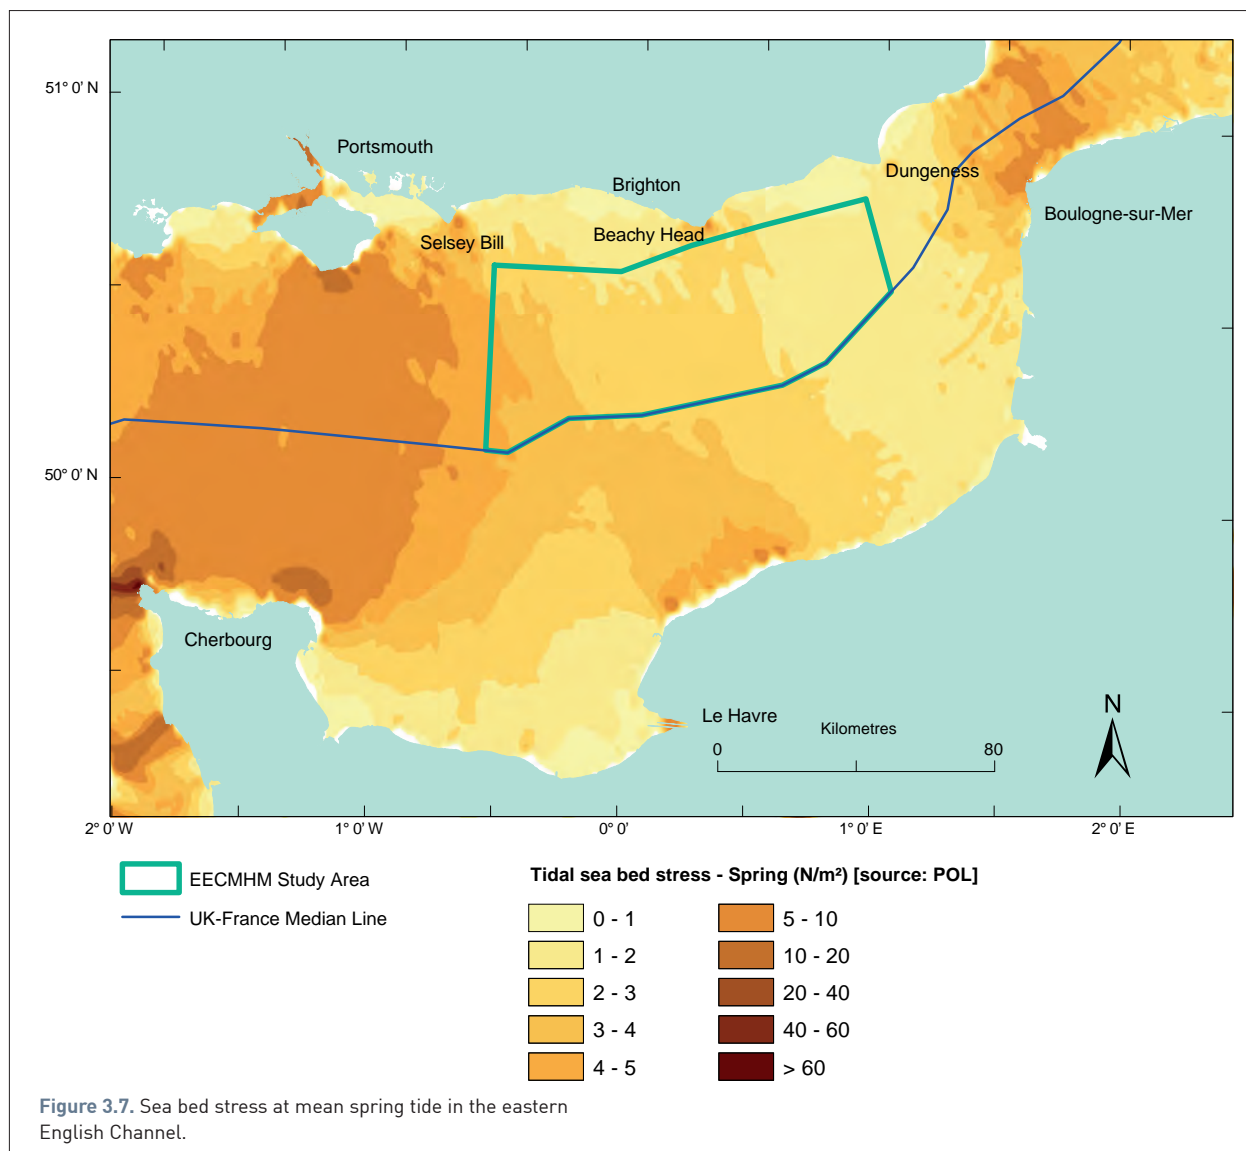 51° 0' N
Portsmouth
Brighton
Dungeness
Boulogne-sur-Mer
Selsey Bill
Beachy Head
50° 0' N
Cherbourg
Le Havre
Kilometres
0 80
N
2° 0' W 1° 0' W 0° 0' 1° 0' E 2° 0' E
EECMHM Study Area
UK-France Median Line
Tidal sea bed stress - Spring (N/m²) [source: POL]
0 - 1
1 - 2
2 - 3
3 - 4
4 - 5
5 - 10
10 - 20
20 - 40
40 - 60
> 60
Figure 3.7. Sea bed stress at mean spring tide in the eastern
English Channel.